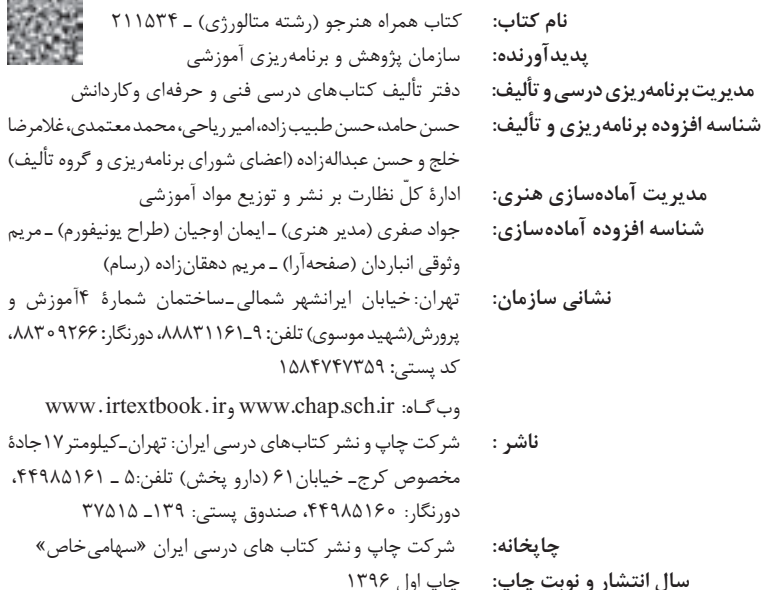 نام کتاب: کتاب همراه هنرجو (رشته متالورژی) ـ ۲۱۱۵۳۴
پدیدآورنده: سازمان پژوهش و برنامه‌ریزی آموزشی
مدیریت برنامه‌ریزی درسی و تألیف: دفتر تألیف کتاب‌های درسی فنی و حرفه‌ای وکاردانش
شناسه افزوده برنامه‌ریزی و تألیف: حسن حامد، حسن طبیب زاده، امیر ریاحی، محمد معتمدی، غلامرضا
خلج و حسن عبداله‌زاده (اعضای شورای برنامه‌ریزی و گروه تألیف)
مدیریت آماده‌سازی هنری: ادارهٔ کلّ نظارت بر نشر و توزیع مواد آموزشی
شناسه افزوده آماده‌سازی: جواد صفری (مدیر هنری) ـ ایمان اوجیان (طراح یونیفورم) ـ مریم
وثوقی انباردان (صفحه‌آرا) ـ مریم دهقان‌زاده (رسام)
نشانی سازمان: تهران: خیابان ایرانشهر شمالی ـ ساختمان شمارهٔ ۴ آموزش و
پرورش (شهید موسوی) تلفن: ۹ـ۸۸۸۳۱۱۶۱، دورنگار: ۸۸۳۰۹۲۶۶،
کد پستی: ۱۵۸۴۷۴۷۳۵۹
وب‌گاه: www.chap.sch.ir و www.irtextbook.ir
ناشر : شرکت چاپ و نشر کتاب‌های درسی ایران: تهران ـ کیلومتر ۱۷ جادهٔ
مخصوص کرج ـ خیابان ۶۱ (دارو پخش) تلفن: ۵ ـ ۴۴۹۸۵۱۶۱،
دورنگار: ۴۴۹۸۵۱۶۰، صندوق پستی: ۱۳۹ـ ۳۷۵۱۵
چاپخانه: شرکت چاپ و نشر کتاب های درسی ایران «سهامی خاص»
سال انتشار و نوبت چاپ: چاپ اول ۱۳۹۶